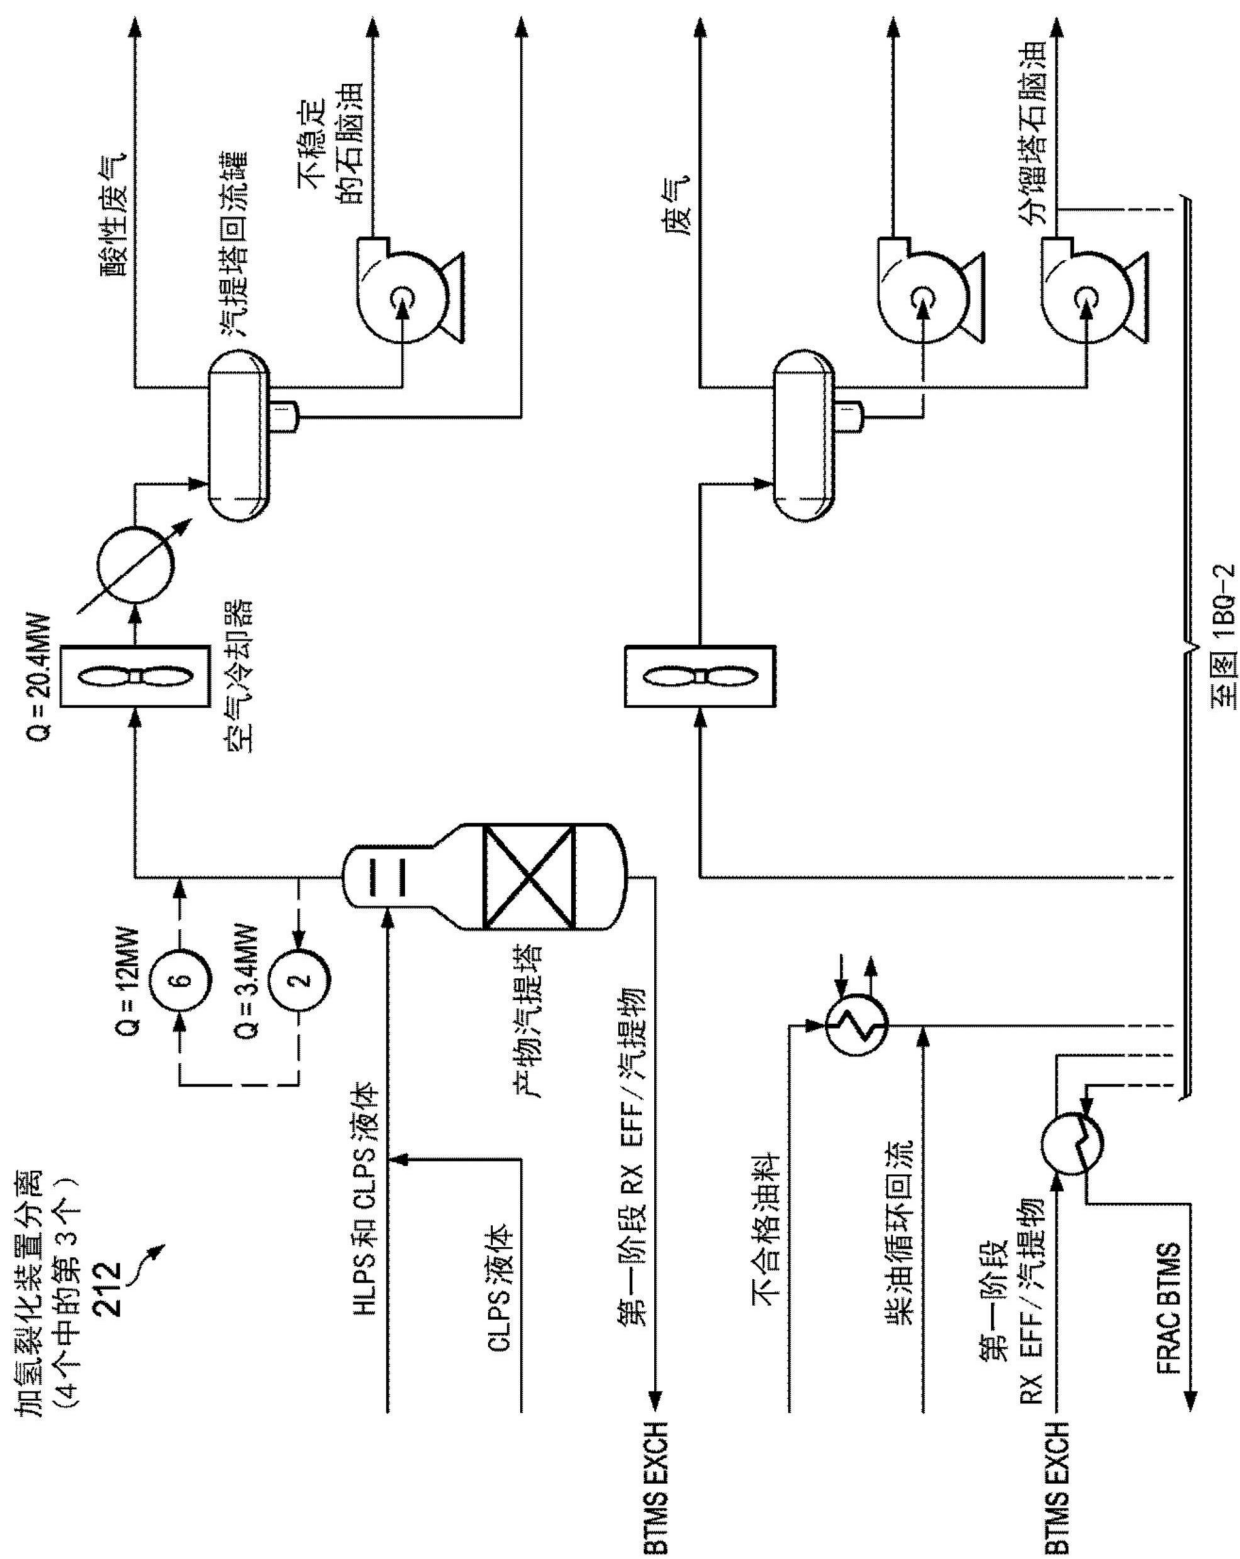 加氢裂化装置分离
(4个中的第3个)
212
Q = 20.4MW
空气冷却器
酸性废气
汽提塔回流罐
不稳定
的石脑油
Q = 12MW
6
Q = 3.4MW
2
HLPS和CLPS液体
CLPS液体
产物汽提塔
第一阶段 RX EFF/汽提物
BTMS EXCH
废气
分馏塔石脑油
不合格油料
柴油循环回流
第一阶段
RX EFF/汽提物
BTMS EXCH
FRAC BTMS
至图 1BQ-2